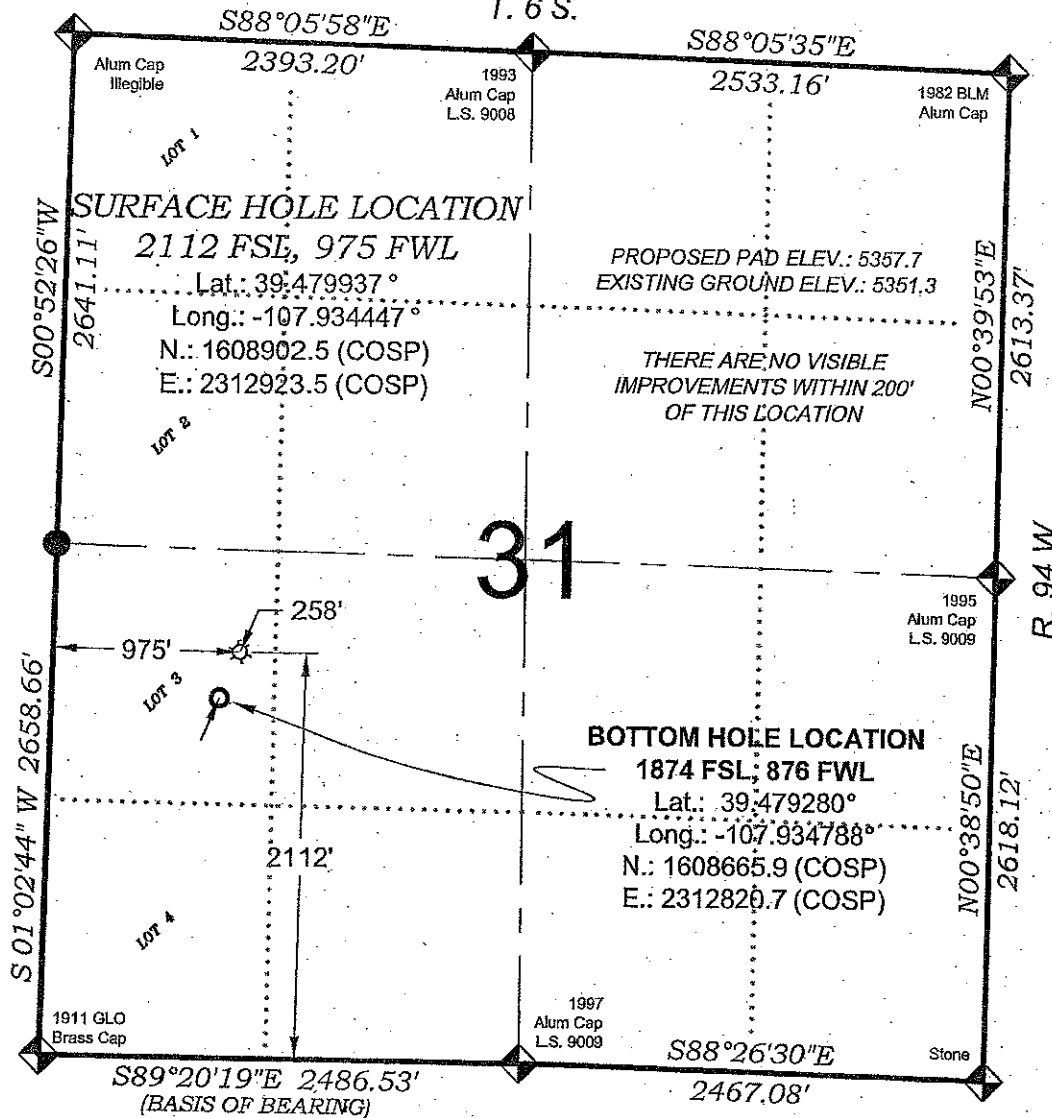 T. 6 S.
S88°05'58"E
2393.20'
S88°05'35"E
2533.16'
Alum Cap
Illegible
1993
Alum Cap
L.S. 9008
1982 BLM
Alum Cap
LOT 1
SURFACE HOLE LOCATION
2112 FSL, 975 FWL
Lat.: 39.479937°
Long.: -107.934447°
N.: 1608902.5 (COSP)
E.: 2312923.5 (COSP)
S00°52'26"W
2641.11'
PROPOSED PAD ELEV.: 5357.7
EXISTING GROUND ELEV.: 5351.3
THERE ARE NO VISIBLE
IMPROVEMENTS WITHIN 200'
OF THIS LOCATION
N00°39'53"E
2613.37'
LOT 2
31
R. 94 W
1995
Alum Cap
L.S. 9009
258'
975'
LOT 3
S 01°02'44" W 2658.66'
BOTTOM HOLE LOCATION
1874 FSL, 876 FWL
Lat.: 39.479280°
Long.: -107.934788°
N.: 1608665.9 (COSP)
E.: 2312820.7 (COSP)
N00°38'50"E
2618.12'
2112'
LOT 4
1911 GLO
Brass Cap
1997
Alum Cap
L.S. 9009
Stone
S89°20'19"E 2486.53'
(BASIS OF BEARING)
S88°26'30"E
2467.08'